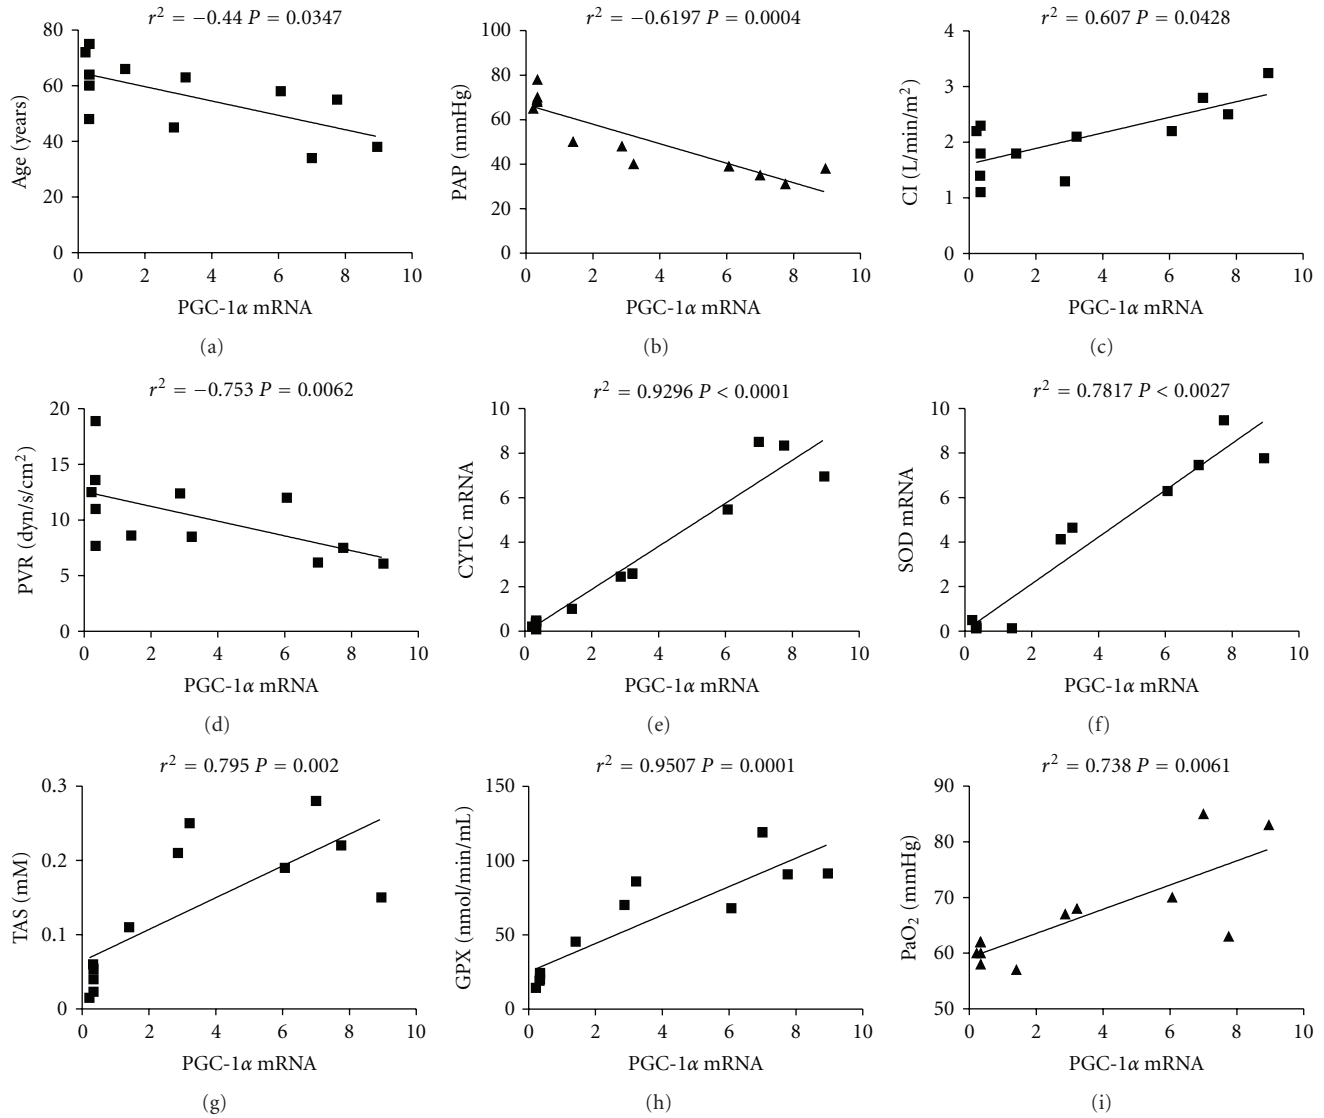 r² = −0.44 P = 0.0347
80
60
40
20
0
Age (years)
0 2 4 6 8 10
PGC-1α mRNA
(a)
r² = −0.6197 P = 0.0004
100
80
60
40
20
0
PAP (mmHg)
0 2 4 6 8 10
PGC-1α mRNA
(b)
r² = 0.607 P = 0.0428
4
3
2
1
0
CI (L/min/m²)
0 2 4 6 8 10
PGC-1α mRNA
(c)
r² = −0.753 P = 0.0062
20
15
10
5
0
PVR (dyn/s/cm²)
0 2 4 6 8 10
PGC-1α mRNA
(d)
r² = 0.9296 P < 0.0001
10
8
6
4
2
0
CYTC mRNA
0 2 4 6 8 10
PGC-1α mRNA
(e)
r² = 0.7817 P < 0.0027
10
8
6
4
2
0
SOD mRNA
0 2 4 6 8 10
PGC-1α mRNA
(f)
r² = 0.795 P = 0.002
0.3
0.2
0.1
0
TAS (mM)
0 2 4 6 8 10
PGC-1α mRNA
(g)
r² = 0.9507 P = 0.0001
150
100
50
0
GPX (nmol/min/mL)
0 2 4 6 8 10
PGC-1α mRNA
(h)
r² = 0.738 P = 0.0061
90
80
70
60
50
PaO₂ (mmHg)
0 2 4 6 8 10
PGC-1α mRNA
(i)